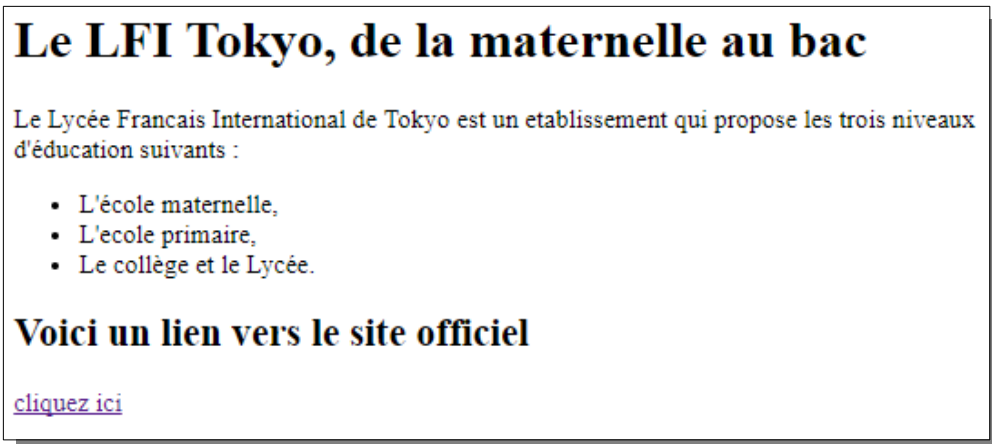 Le LFI Tokyo, de la maternelle au bac
Le Lycée Francais International de Tokyo est un etablissement qui propose les trois niveaux
d'éducation suivants :
• L'école maternelle,
• L'ecole primaire,
• Le collège et le Lycée.
Voici un lien vers le site officiel
cliquez ici